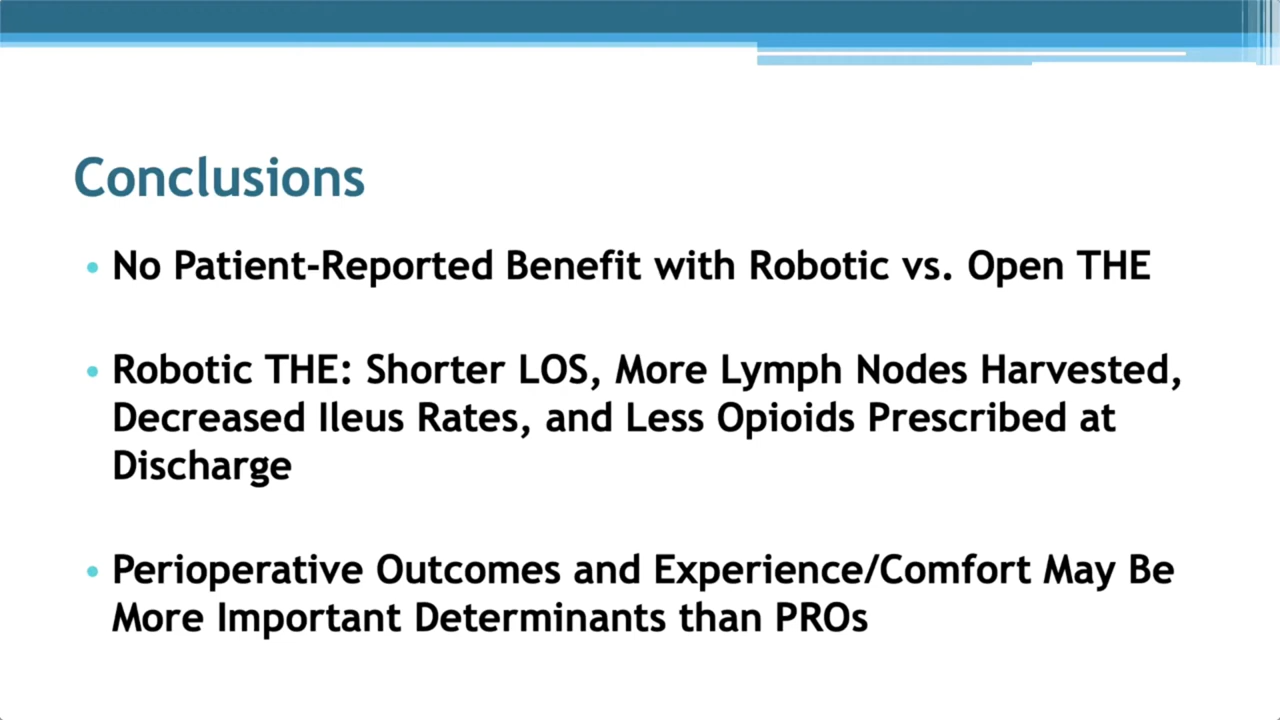 Conclusions
• No Patient-Reported Benefit with Robotic vs. Open THE
• Robotic THE: Shorter LOS, More Lymph Nodes Harvested,
Decreased Ileus Rates, and Less Opioids Prescribed at
Discharge
• Perioperative Outcomes and Experience/Comfort May Be
More Important Determinants than PROs